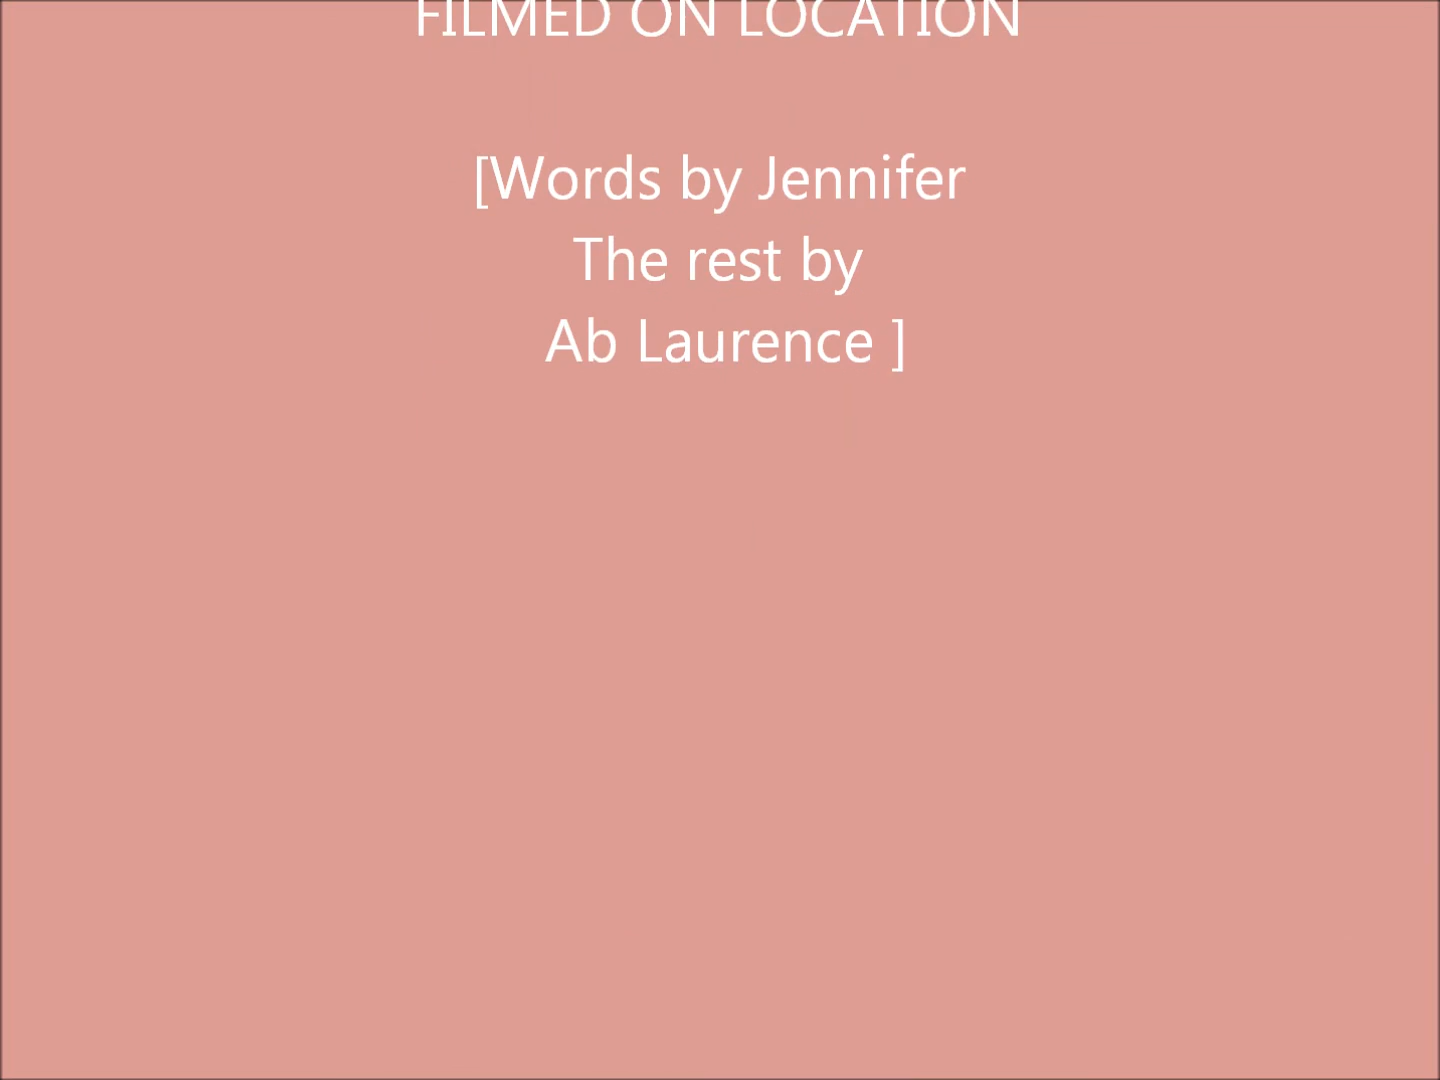 FILMED ON LOCATION
[Words by Jennifer
The rest by
Ab Laurence ]